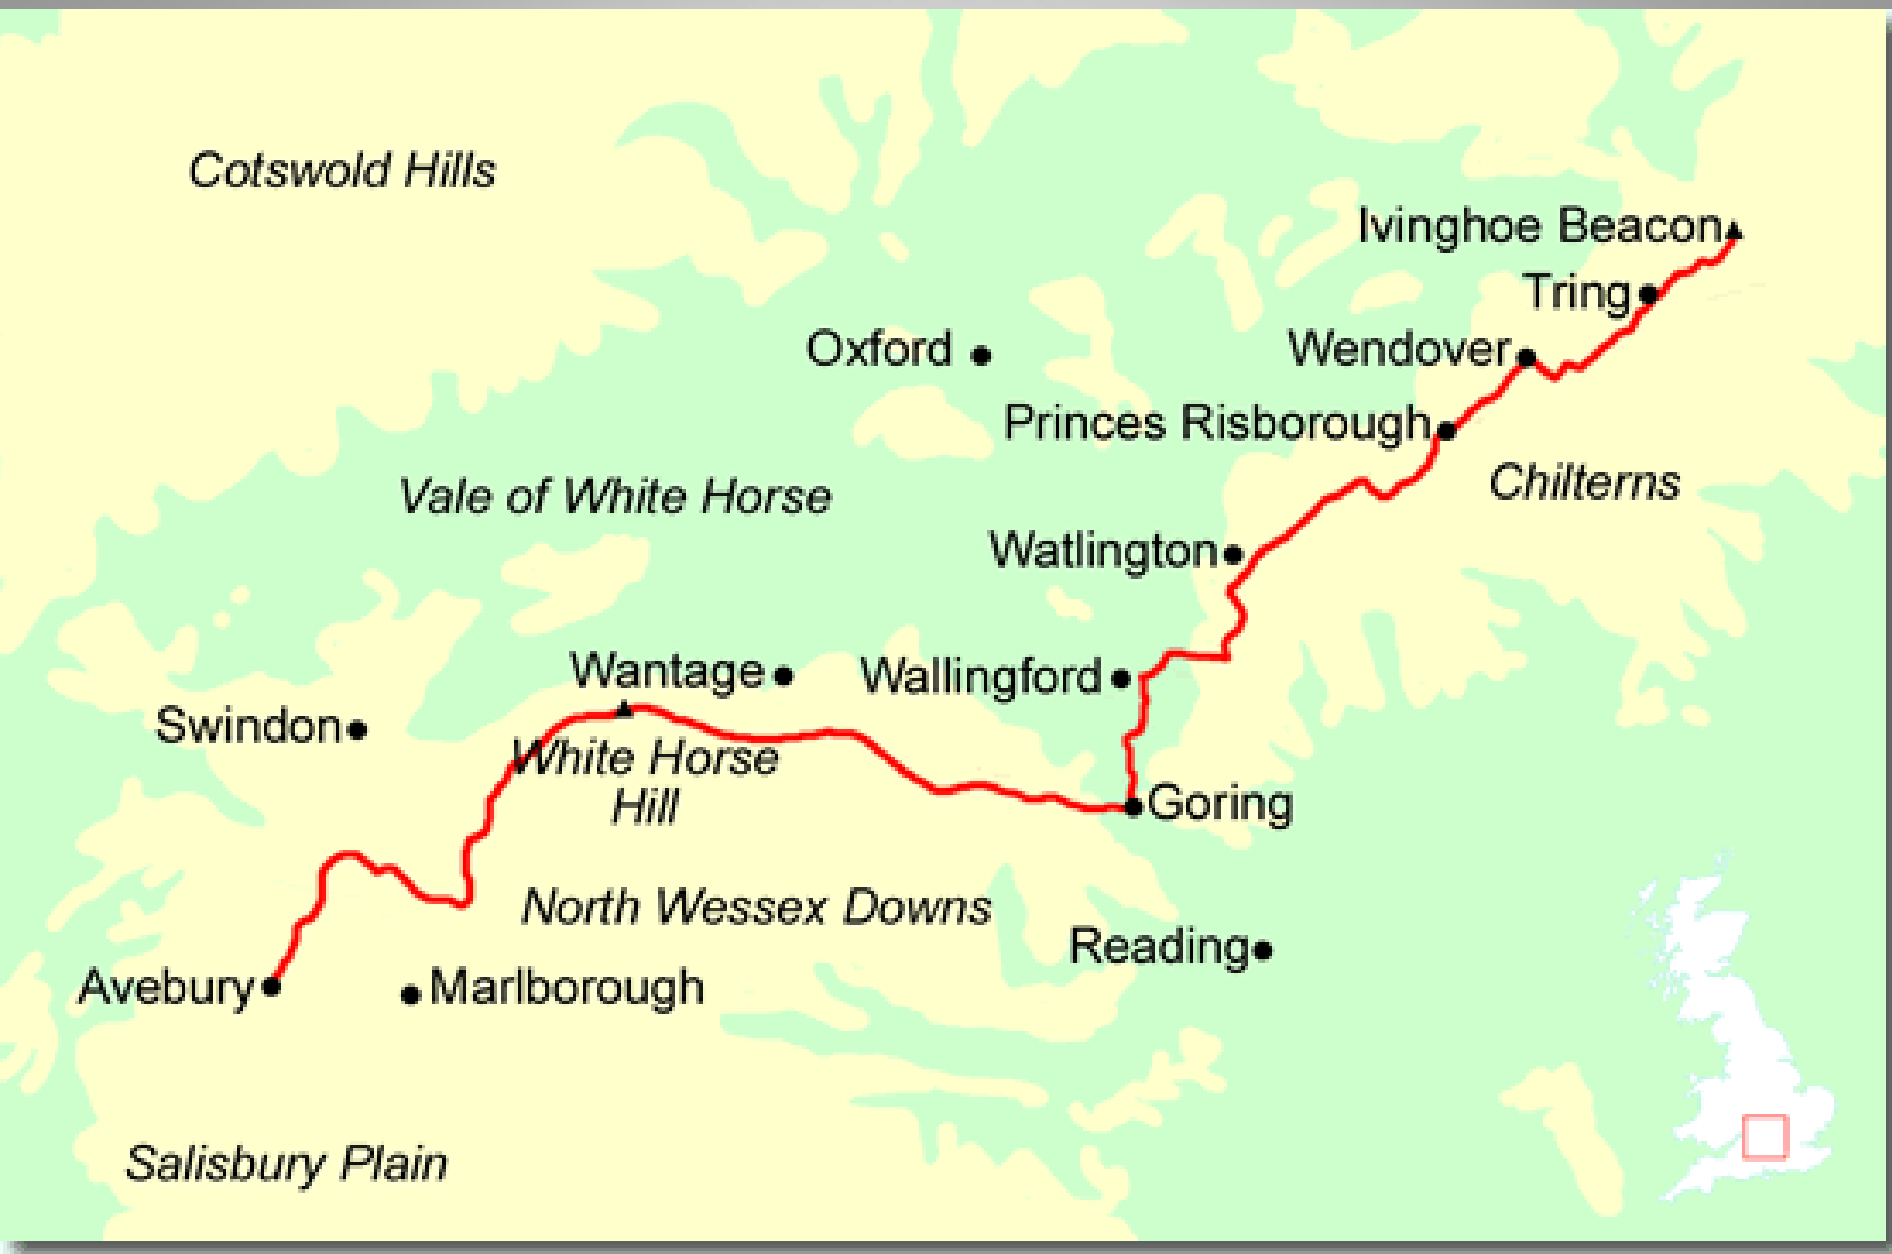 Cotswold Hills
Ivinghoe Beacon
Tring
Oxford
Wendover
Princes Risborough
Chilterns
Vale of White Horse
Watlington
Wantage
Wallingford
Swindon
White Horse
Hill
Goring
North Wessex Downs
Reading
Avebury
Marlborough
Salisbury Plain